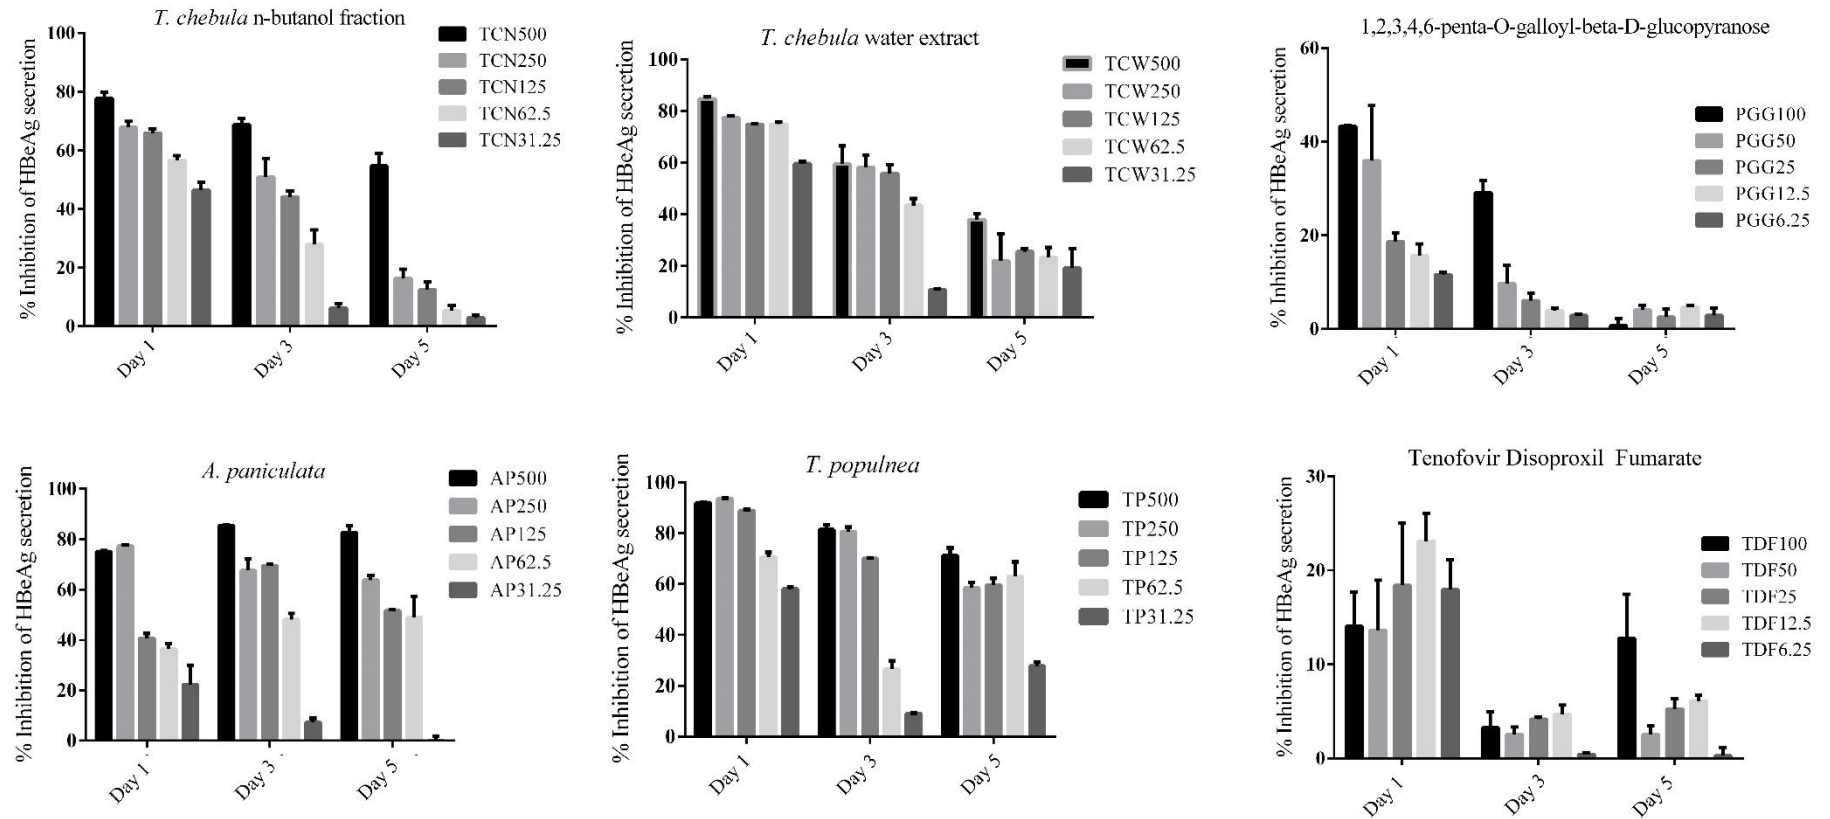 T. chebula n-butanol fraction
% Inhibition of HBeAg secretion
100
80
60
40
20
0
Day 1
Day 3
Day 5
TCN500
TCN250
TCN125
TCN62.5
TCN31.25
T. chebula water extract
% Inhibition of HBeAg secretion
100
80
60
40
20
0
Day 1
Day 3
Day 5
TCW500
TCW250
TCW125
TCW62.5
TCW31.25
1,2,3,4,6-penta-O-galloyl-beta-D-glucopyranose
% Inhibition of HBeAg secretion
60
40
20
0
Day 1
Day 3
Day 5
PGG100
PGG50
PGG25
PGG12.5
PGG6.25
A. paniculata
% Inhibition of HBeAg secretion
100
80
60
40
20
0
Day 1
Day 3
Day 5
AP500
AP250
AP125
AP62.5
AP31.25
T. populnea
% Inhibition of HBeAg secretion
100
80
60
40
20
0
Day 1
Day 3
Day 5
TP500
TP250
TP125
TP62.5
TP31.25
Tenofovir Disoproxil Fumarate
% Inhibition of HBeAg secretion
30
20
10
0
Day 1
Day 3
Day 5
TDF100
TDF50
TDF25
TDF12.5
TDF6.25